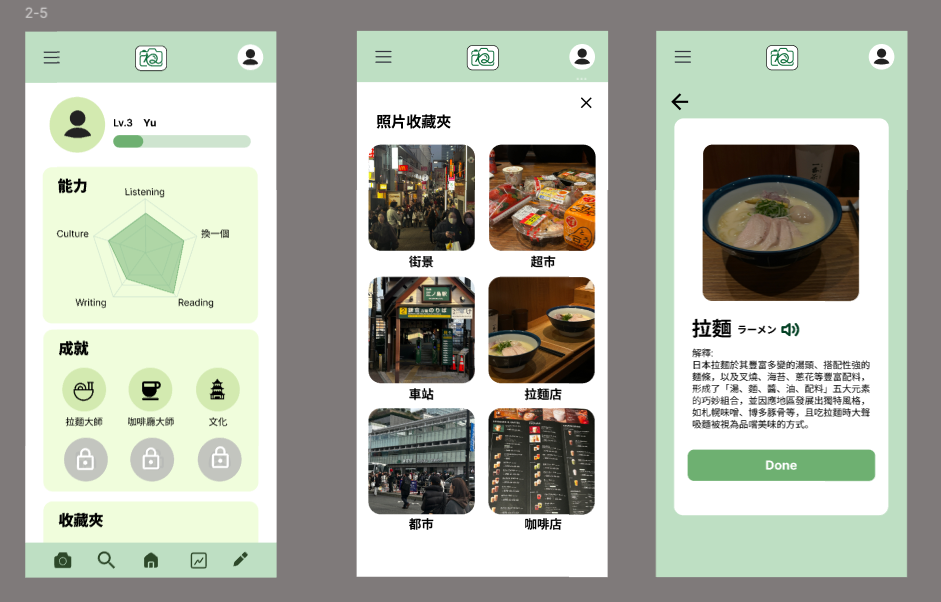 2-5
Lv.3 Yu
能力
Listening
Culture
換一個
Writing
Reading
成就
拉麵大師
咖啡廳大師
文化
收藏夾
照片收藏夾
街景
超市
車站
拉麵店
都市
咖啡店
拉麵 ラーメン
解釋:
日本拉麵於其豐富多變的湯頭、搭配性強的
麵條，以及叉燒、海苔、蔥花等豐富配料，
形成了「湯、麵、醬、油、配料」五大元素
的巧妙組合，並因應地區發展出獨特風格，
如札幌味噌、博多豚骨等，且吃拉麵時大聲
吸麵被視為品嚐美味的方式。
Done